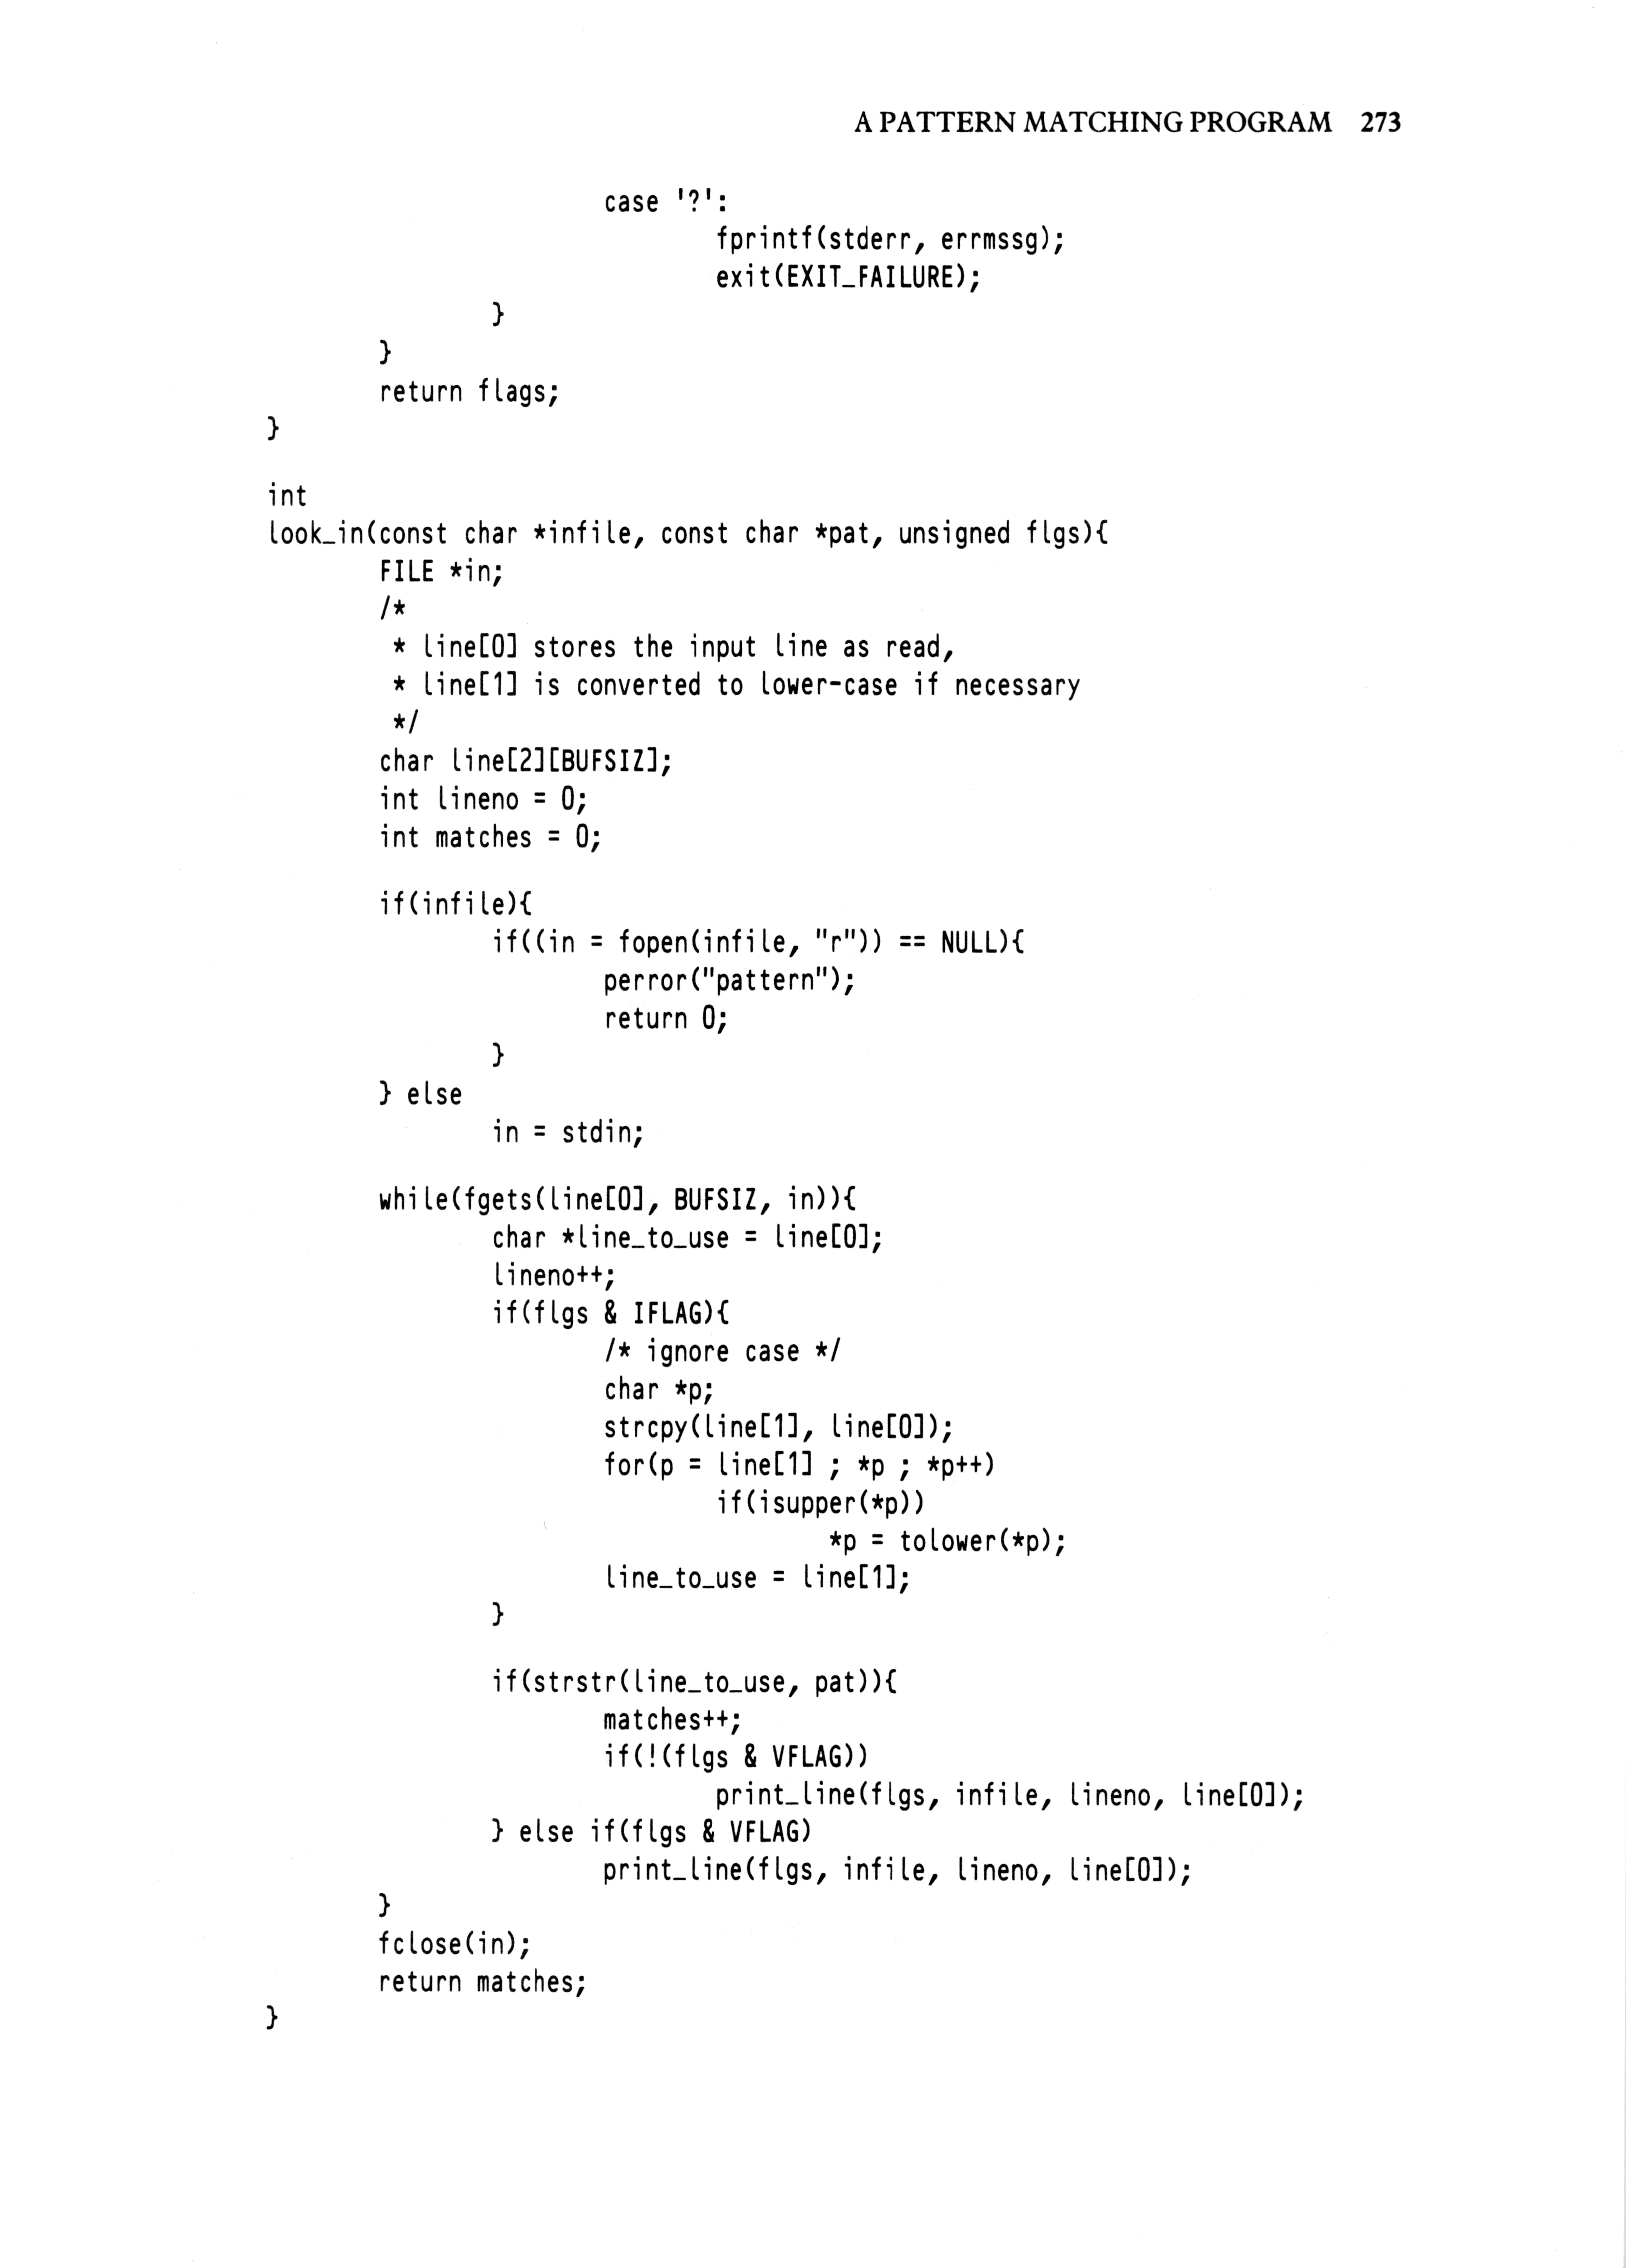 A PATTERN MATCHING PROGRAM 273
case '?':
fprintf(stderr, errmssg);
exit(EXIT_FAILURE);
}
}
return flags;
}
int
look_in(const char *infile, const char *pat, unsigned flgs){
FILE *in;
/*
* line[0] stores the input line as read,
* line[1] is converted to lower-case if necessary
*/
char line[2][BUFSIZ];
int lineno = 0;
int matches = 0;
if(infile){
if((in = fopen(infile, "r")) == NULL){
perror("pattern");
return 0;
}
} else
in = stdin;
while(fgets(line[0], BUFSIZ, in)){
char *line_to_use = line[0];
lineno++;
if(flgs & IFLAG){
/* ignore case */
char *p;
strcpy(line[1], line[0]);
for(p = line[1] ; *p ; *p++)
if(isupper(*p))
*p = tolower(*p);
line_to_use = line[1];
}
if(strstr(line_to_use, pat)){
matches++;
if(!(flgs & VFLAG))
print_line(flgs, infile, lineno, line[0]);
} else if(flgs & VFLAG)
print_line(flgs, infile, lineno, line[0]);
}
fclose(in);
return matches;
}